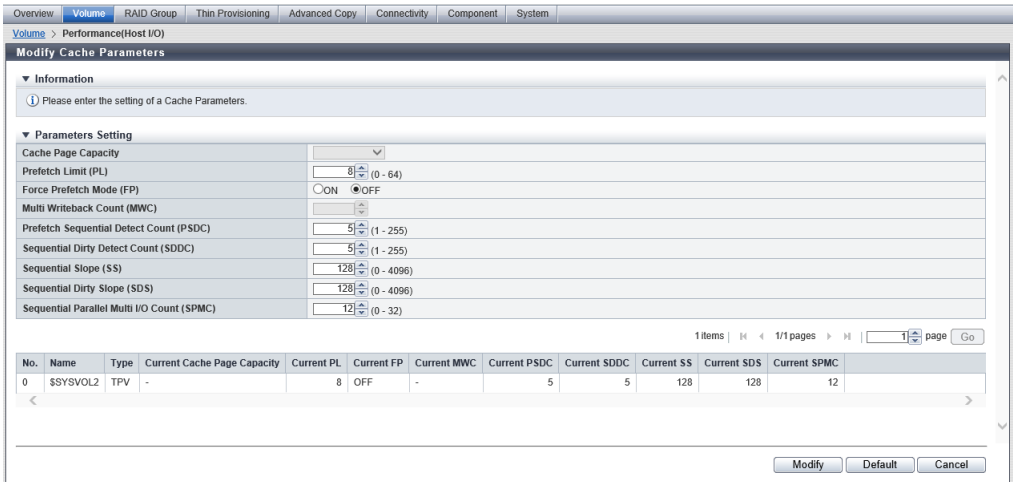 Overview Volume RAID Group Thin Provisioning Advanced Copy Connectivity Component System
Volume > Performance(Host I/O)
Modify Cache Parameters
Information
Please enter the setting of a Cache Parameters.
Parameters Setting
Cache Page Capacity
Prefetch Limit (PL) 8 (0 - 64)
Force Prefetch Mode (FP) ON OFF
Multi Writeback Count (MWC)
Prefetch Sequential Detect Count (PSDC) 5 (1 - 255)
Sequential Dirty Detect Count (SDDC) 5 (1 - 255)
Sequential Slope (SS) 128 (0 - 4096)
Sequential Dirty Slope (SDS) 128 (0 - 4096)
Sequential Parallel Multi I/O Count (SPMC) 12 (0 - 32)
1 items | 1/1 pages | 1 page Go
No. Name Type Current Cache Page Capacity Current PL Current FP Current MWC Current PSDC Current SDDC Current SS Current SDS Current SPMC
0 $SYSVOL2 TPV - 8 OFF - 5 5 128 128 12
Modify Default Cancel